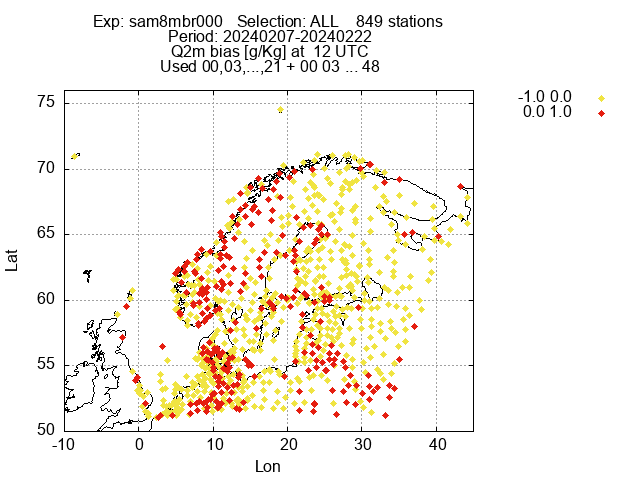 Exp: sam8mbr000   Selection: ALL    849 stations
Period: 20240207-20240222
Q2m bias [g/Kg] at  12 UTC
Used 00,03,...,21 + 00 03 ... 48
-1.0 0.0
0.0 1.0
75
70
65
60
55
50
Lat
-10 0 10 20 30 40
Lon